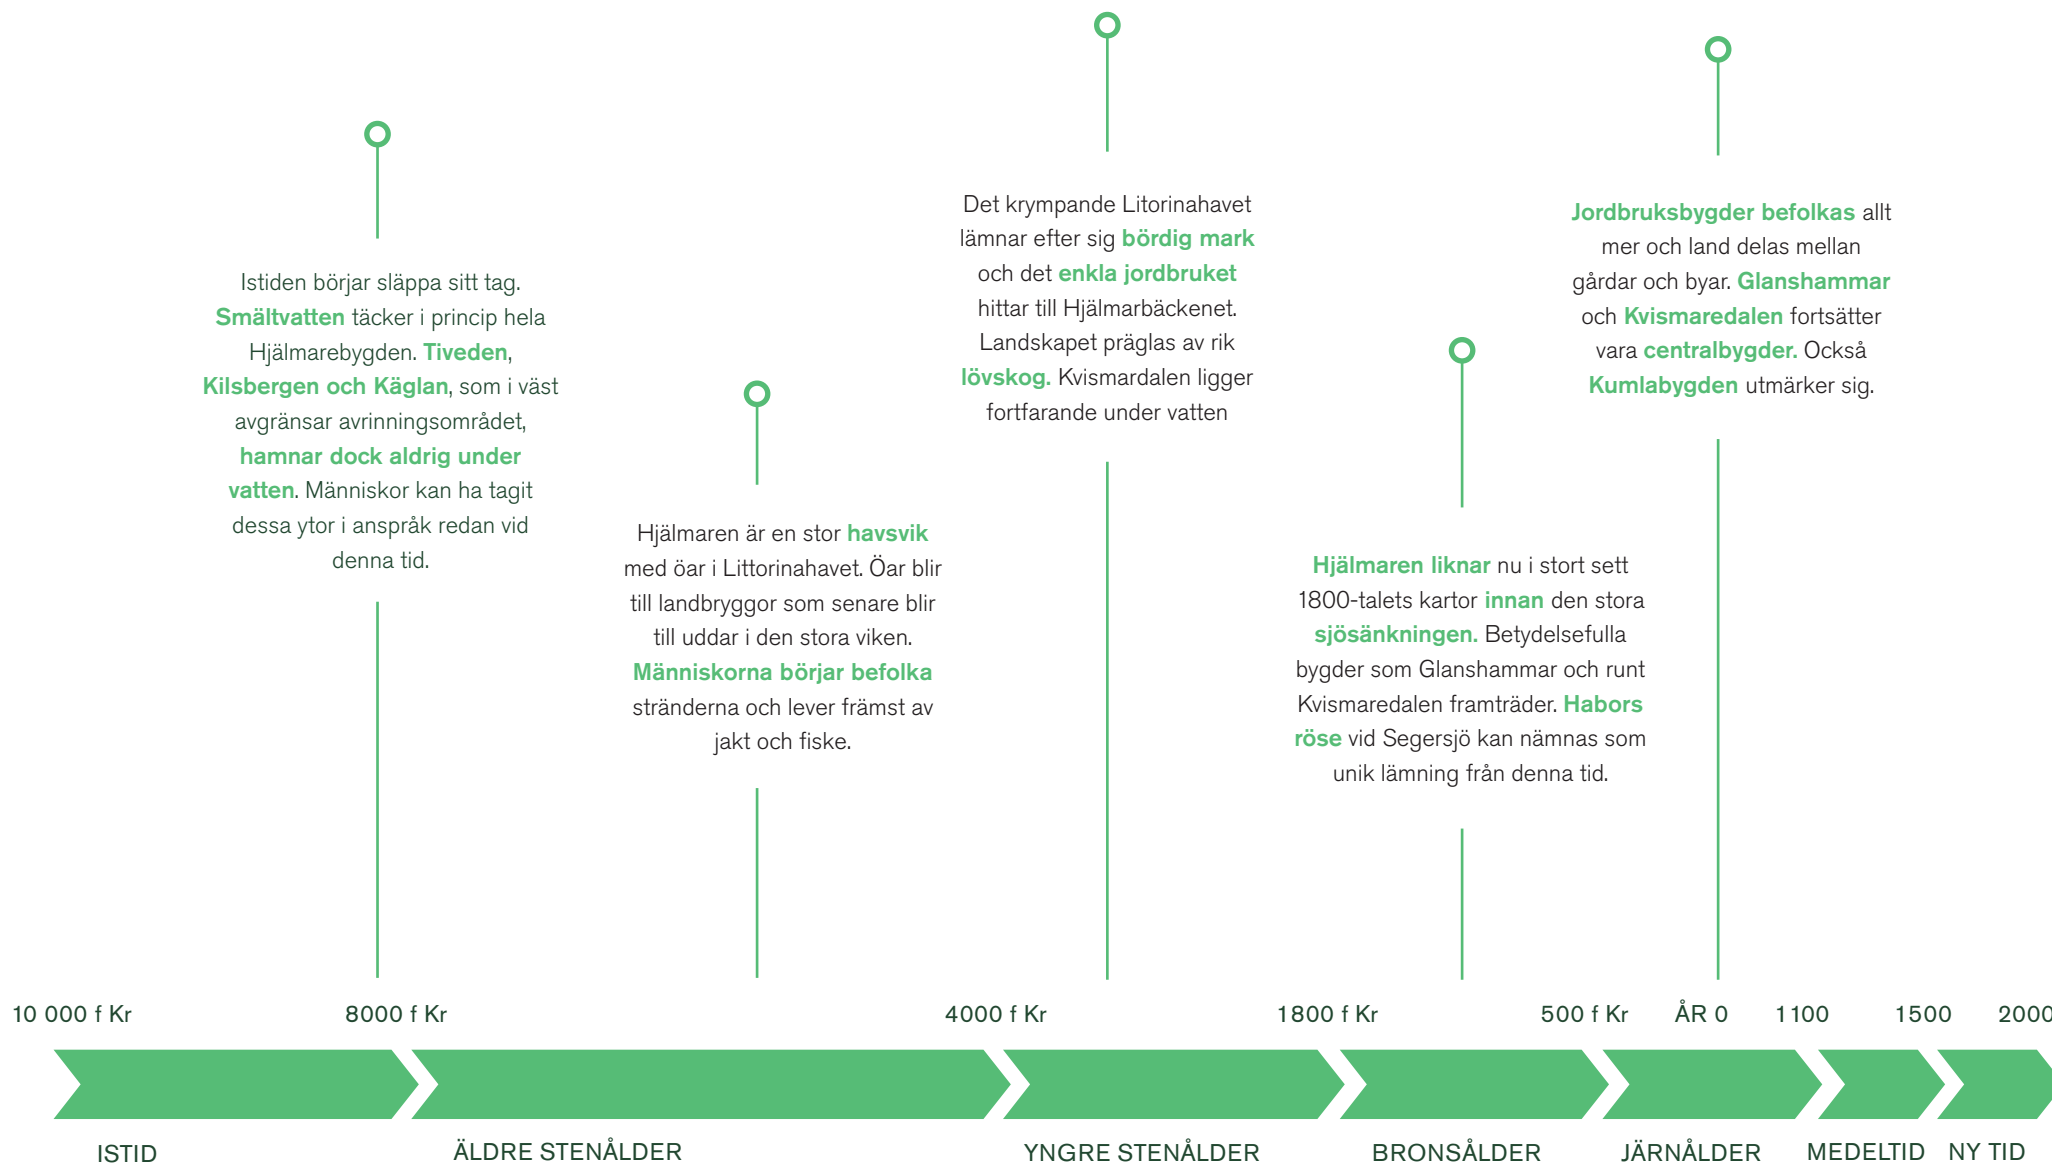 Istiden börjar släppa sitt tag.
Smältvatten täcker i princip hela
Hjälmarebygden. Tiveden,
Kilsbergen och Käglan, som i väst
avgränsar avrinningsområdet,
hamnar dock aldrig under
vatten. Människor kan ha tagit
dessa ytor i anspråk redan vid
denna tid.
Hjälmaren är en stor havsvik
med öar i Littorinahavet. Öar blir
till landbryggor som senare blir
till uddar i den stora viken.
Människorna börjar befolka
stränderna och lever främst av
jakt och fiske.
Det krympande Litorinahavet
lämnar efter sig bördig mark
och det enkla jordbruket
hittar till Hjälmarbäckenet.
Landskapet präglas av rik
lövskog. Kvismardalen ligger
fortfarande under vatten
Hjälmaren liknar nu i stort sett
1800-talets kartor innan den stora
sjösänkningen. Betydelsefulla
bygder som Glanshammar och runt
Kvismaredalen framträder. Habors
röse vid Segersjö kan nämnas som
unik lämning från denna tid.
Jordbruksbygder befolkas allt
mer och land delas mellan
gårdar och byar. Glanshammar
och Kvismaredalen fortsätter
vara centralbygder. Också
Kumlabygden utmärker sig.
10 000 f Kr
8000 f Kr
4000 f Kr
1800 f Kr
500 f Kr
ÅR 0
1100
1500
2000
ISTID
ÄLDRE STENÅLDER
YNGRE STENÅLDER
BRONSÅLDER
JÄRNÅLDER
MEDELTID
NY TID